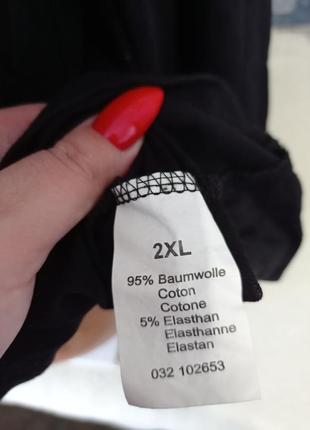 2XL
95% Baumwolle
Coton
Cotone
5% Elasthan
Elasthanne
Elastan
032 102653